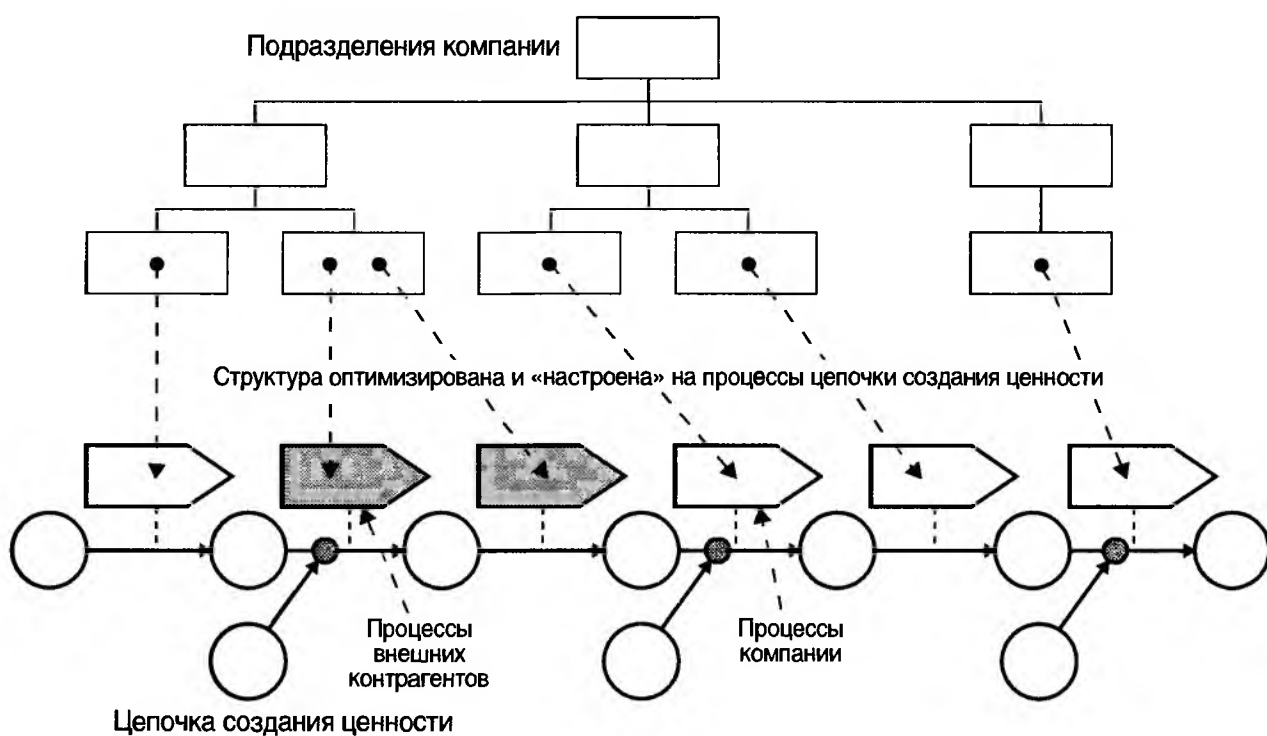 Подразделения компании
Структура оптимизирована и «настроена» на процессы цепочки создания ценности
Процессы
внешних
контрагентов
Процессы
компании
Цепочка создания ценности